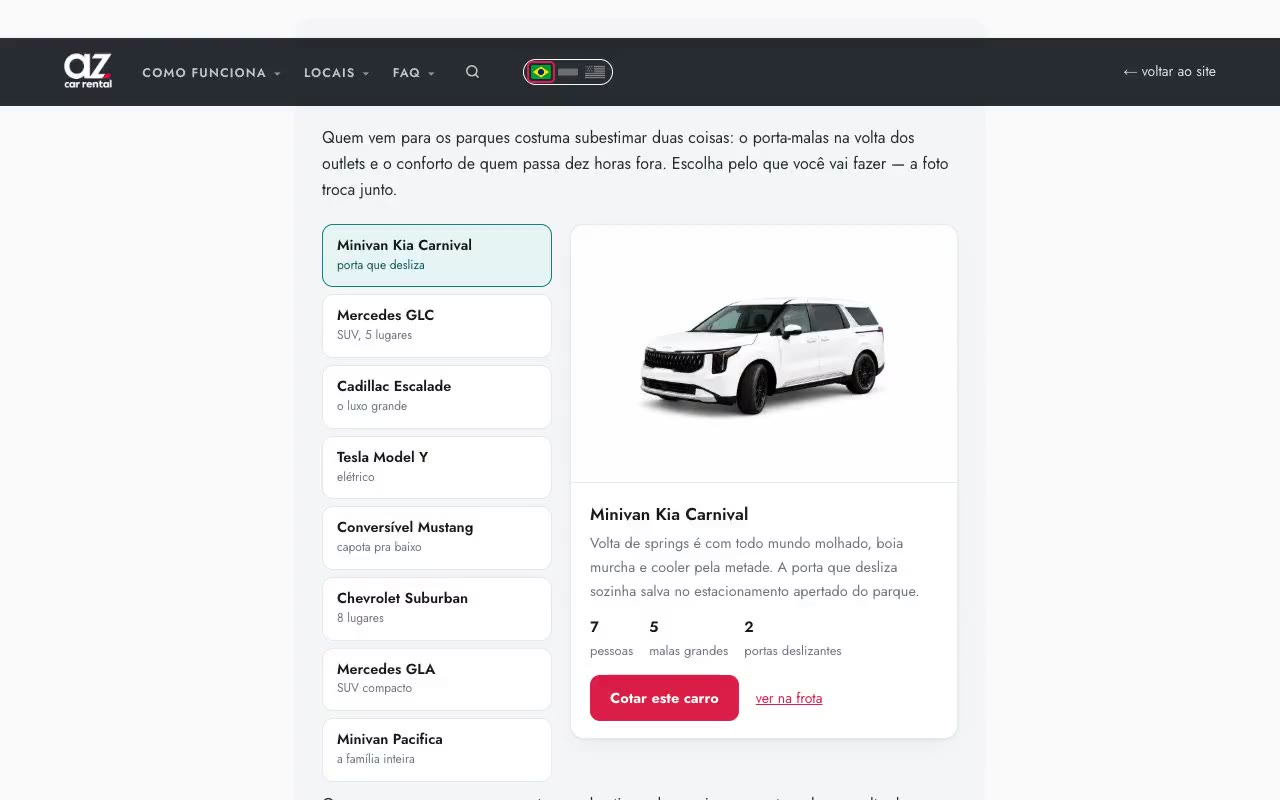 az
car rental
COMO FUNCIONA
LOCAIS
FAQ
← voltar ao site
Quem vem para os parques costuma subestimar duas coisas: o porta-malas na volta dos
outlets e o conforto de quem passa dez horas fora. Escolha pelo que você vai fazer — a foto
troca junto.
Minivan Kia Carnival
porta que desliza
Mercedes GLC
SUV, 5 lugares
Cadillac Escalade
o luxo grande
Tesla Model Y
elétrico
Conversível Mustang
capota pra baixo
Chevrolet Suburban
8 lugares
Mercedes GLA
SUV compacto
Minivan Pacifica
a família inteira
Minivan Kia Carnival
Volta de springs é com todo mundo molhado, boia
murcha e cooler pela metade. A porta que desliza
sozinha salva no estacionamento apertado do parque.
7 5 2
pessoas malas grandes portas deslizantes
Cotar este carro
ver na frota